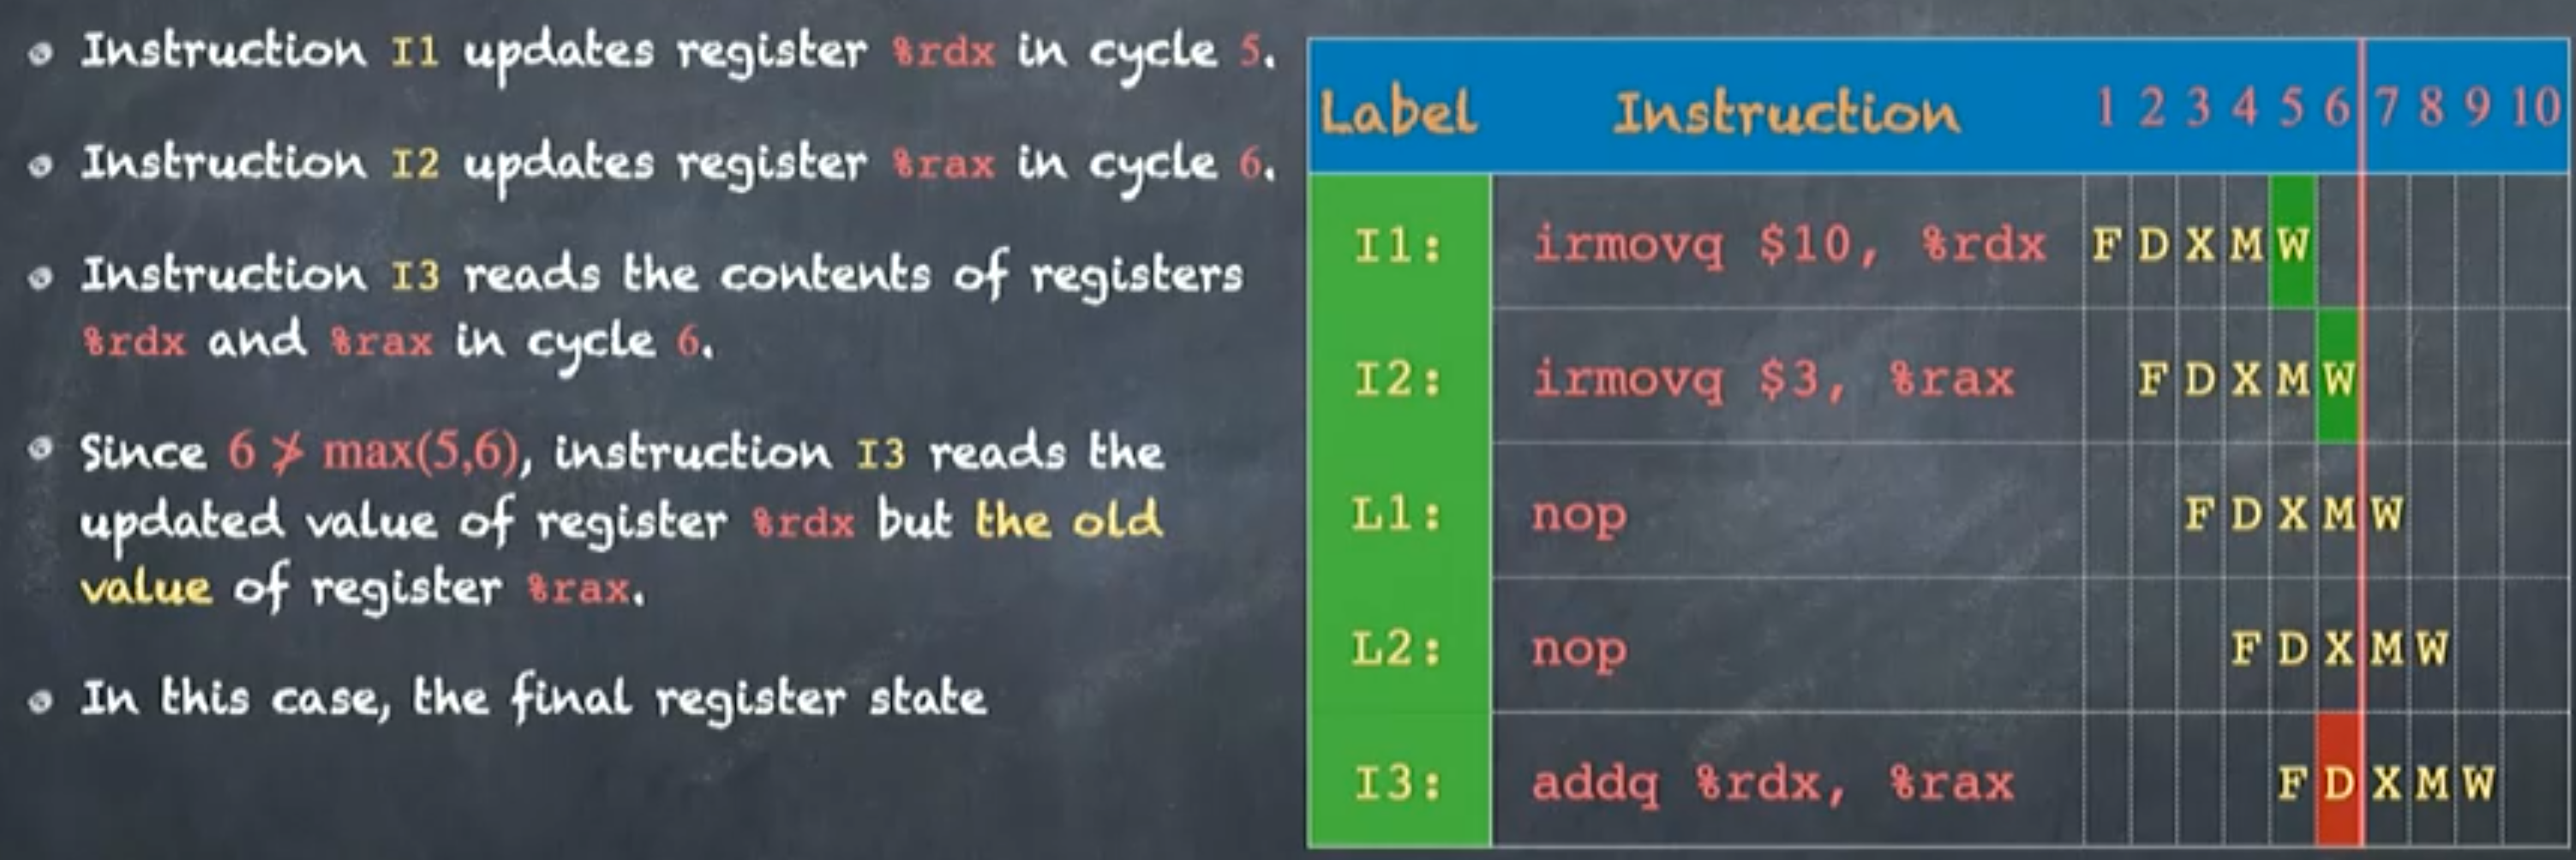 Instruction I1 updates register %rdx in cycle 5.
Instruction I2 updates register %rax in cycle 6.
Instruction I3 reads the contents of registers
%rdx and %rax in cycle 6.
Since 6 ≯ max(5,6), instruction I3 reads the
updated value of register %rdx but the old
value of register %rax.
In this case, the final register state
Label Instruction 1 2 3 4 5 6 7 8 9 10
I1: irmovq $10, %rdx F D X M W
I2: irmovq $3, %rax F D X M W
L1: nop F D X M W
L2: nop F D X M W
I3: addq %rdx, %rax F D X M W